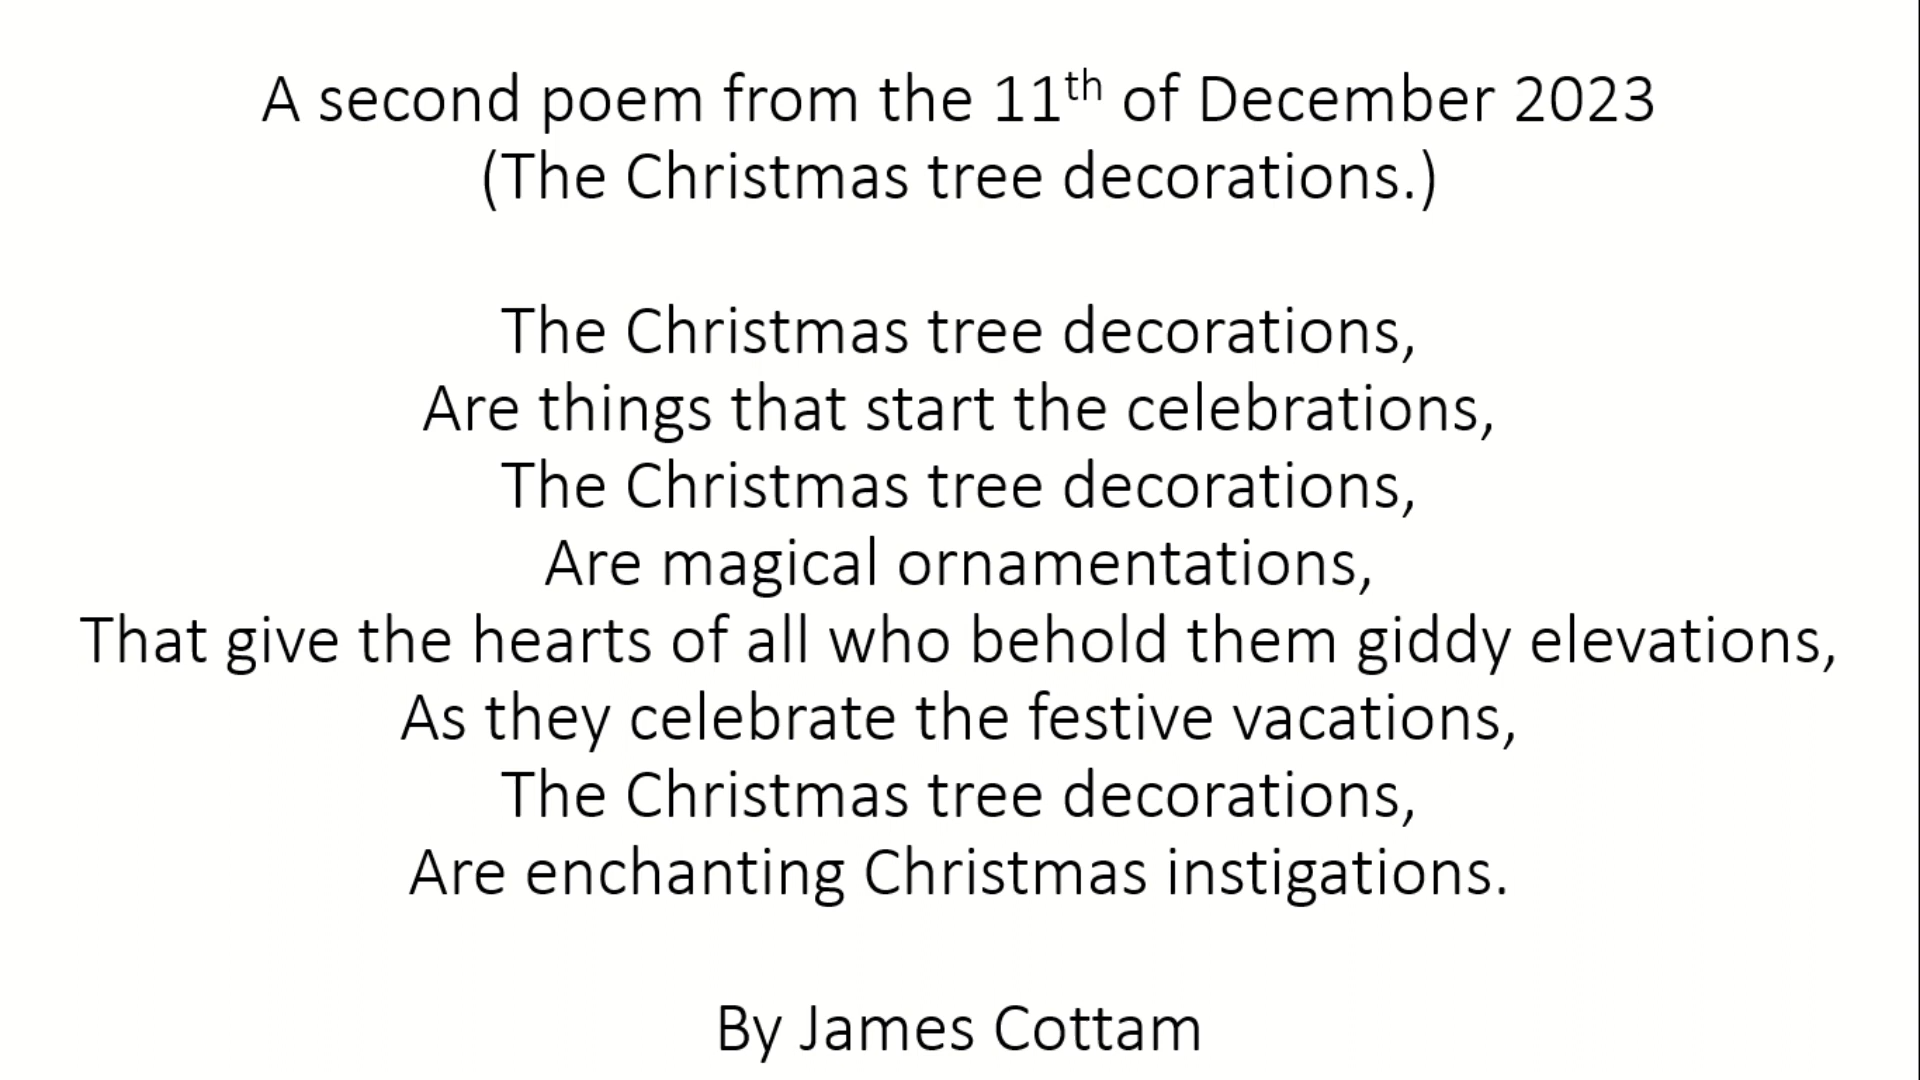 A second poem from the 11th of December 2023
(The Christmas tree decorations.)
The Christmas tree decorations,
Are things that start the celebrations,
The Christmas tree decorations,
Are magical ornamentations,
That give the hearts of all who behold them giddy elevations,
As they celebrate the festive vacations,
The Christmas tree decorations,
Are enchanting Christmas instigations.
By James Cottam